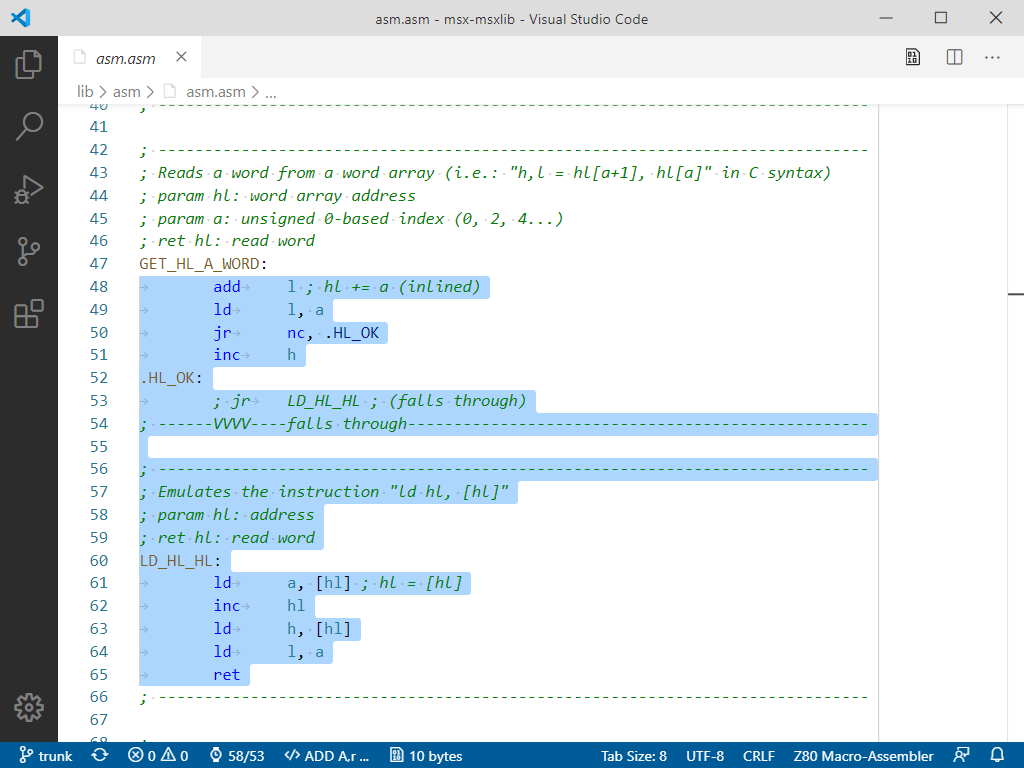 asm.asm - msx-msxlib - Visual Studio Code
asm.asm
lib > asm > asm.asm > ...
40 ; -----------------------------------------------------------------------------
41
42 ; -----------------------------------------------------------------------------
43 ; Reads a word from a word array (i.e.: "h,l = hl[a+1], hl[a]" in C syntax)
44 ; param hl: word array address
45 ; param a: unsigned 0-based index (0, 2, 4...)
46 ; ret hl: read word
47 GET_HL_A_WORD:
48 add l ; hl += a (inlined)
49 ld l, a
50 jr nc, .HL_OK
51 inc h
52 .HL_OK:
53 ; jr LD_HL_HL ; (falls through)
54 ; ------VVVV----falls through--------------------------------------------------
55
56 ; -----------------------------------------------------------------------------
57 ; Emulates the instruction "ld hl, [hl]"
58 ; param hl: address
59 ; ret hl: read word
60 LD_HL_HL:
61 ld a, [hl] ; hl = [hl]
62 inc hl
63 ld h, [hl]
64 ld l, a
65 ret
66 ; -----------------------------------------------------------------------------
67
68 ;
trunk 0 0 58/53 ADD A,r ... 10 bytes Tab Size: 8 UTF-8 CRLF Z80 Macro-Assembler